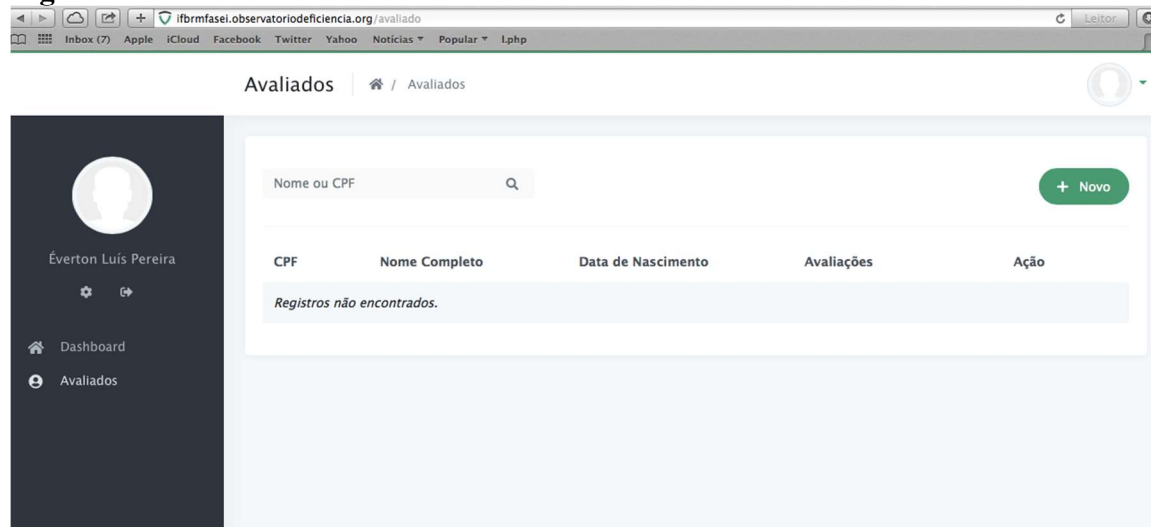 ifbrmfasei.observatoriodeficiencia.org/avaliado
Leitor
Inbox (7) Apple iCloud Facebook Twitter Yahoo Notícias Popular l.php
Avaliados / Avaliados
Nome ou CPF
+ Novo
Éverton Luís Pereira
CPF Nome Completo Data de Nascimento Avaliações Ação
Registros não encontrados.
Dashboard
Avaliados